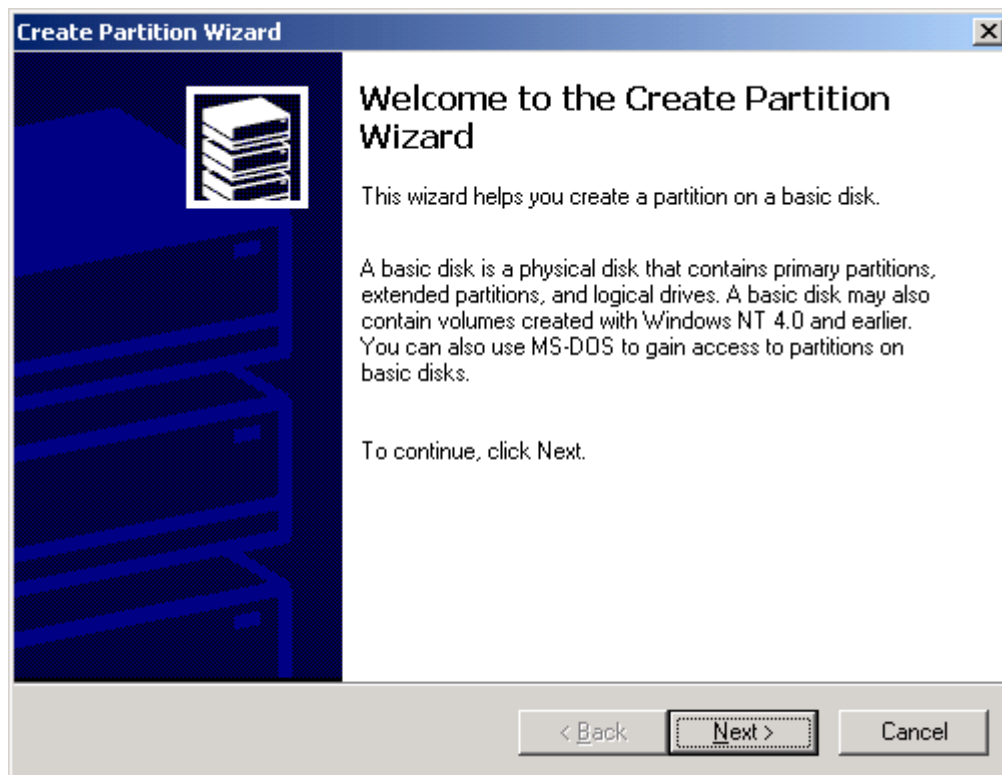 Create Partition Wizard
Welcome to the Create Partition
Wizard
This wizard helps you create a partition on a basic disk.
A basic disk is a physical disk that contains primary partitions,
extended partitions, and logical drives. A basic disk may also
contain volumes created with Windows NT 4.0 and earlier.
You can also use MS-DOS to gain access to partitions on
basic disks.
To continue, click Next.
< Back
Next >
Cancel